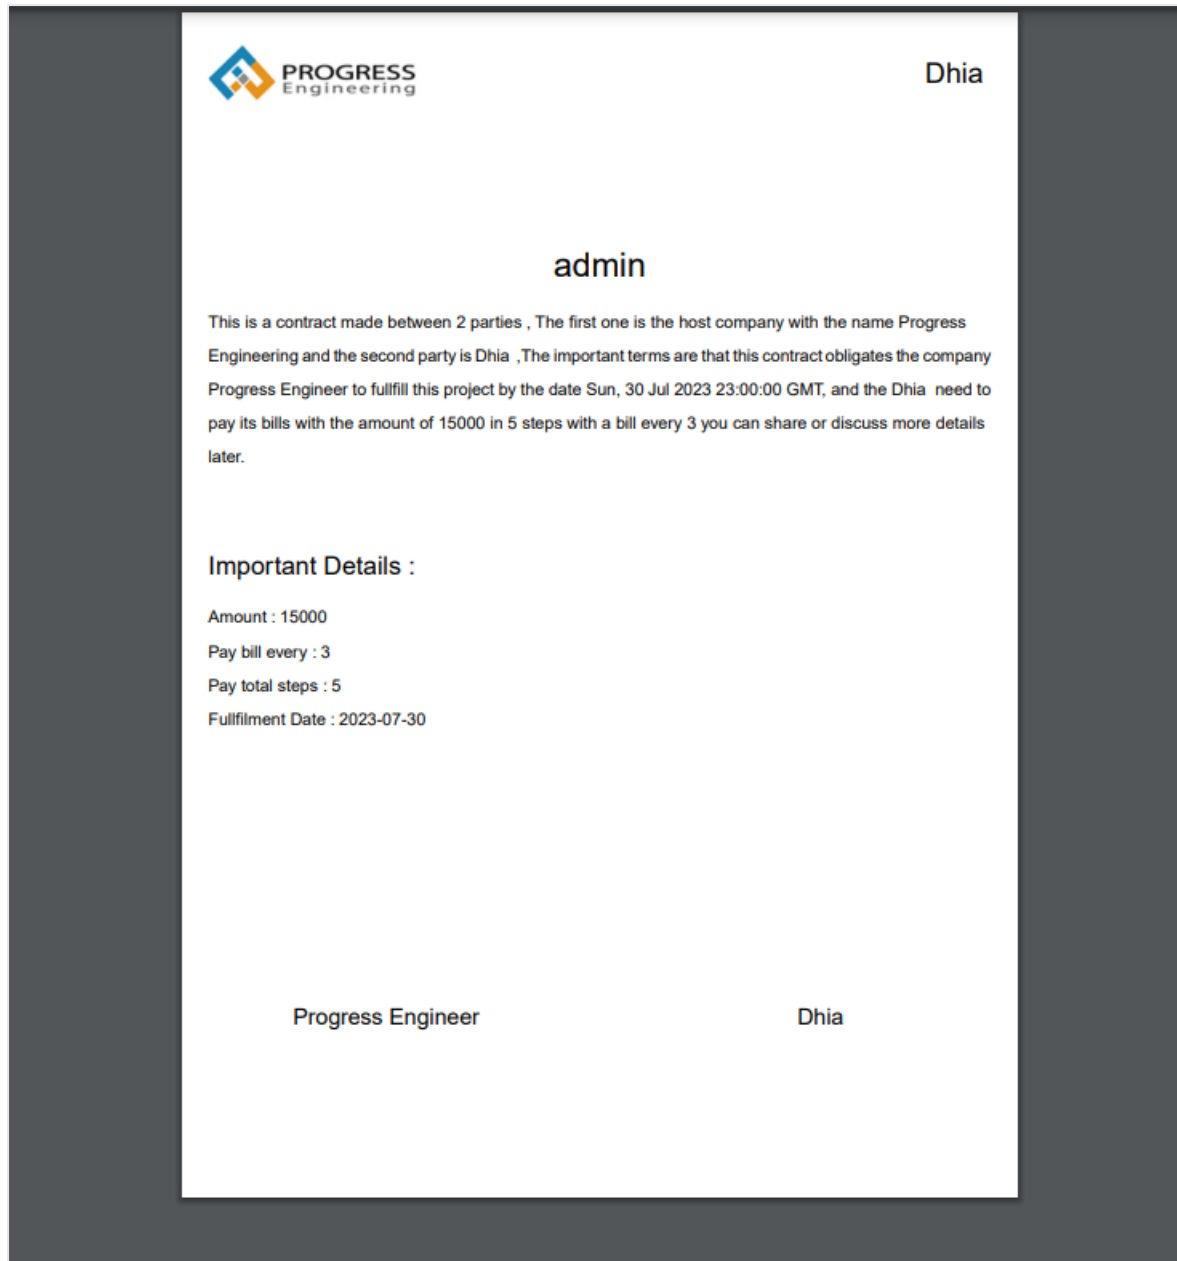 PROGRESS
Engineering
Dhia
admin
This is a contract made between 2 parties , The first one is the host company with the name Progress
Engineering and the second party is Dhia  ,The important terms are that this contract obligates the company
Progress Engineer to fullfill this project by the date Sun, 30 Jul 2023 23:00:00 GMT, and the Dhia  need to
pay its bills with the amount of 15000 in 5 steps with a bill every 3 you can share or discuss more details
later.
Important Details :
Amount : 15000
Pay bill every : 3
Pay total steps : 5
Fullfilment Date : 2023-07-30
Progress Engineer
Dhia